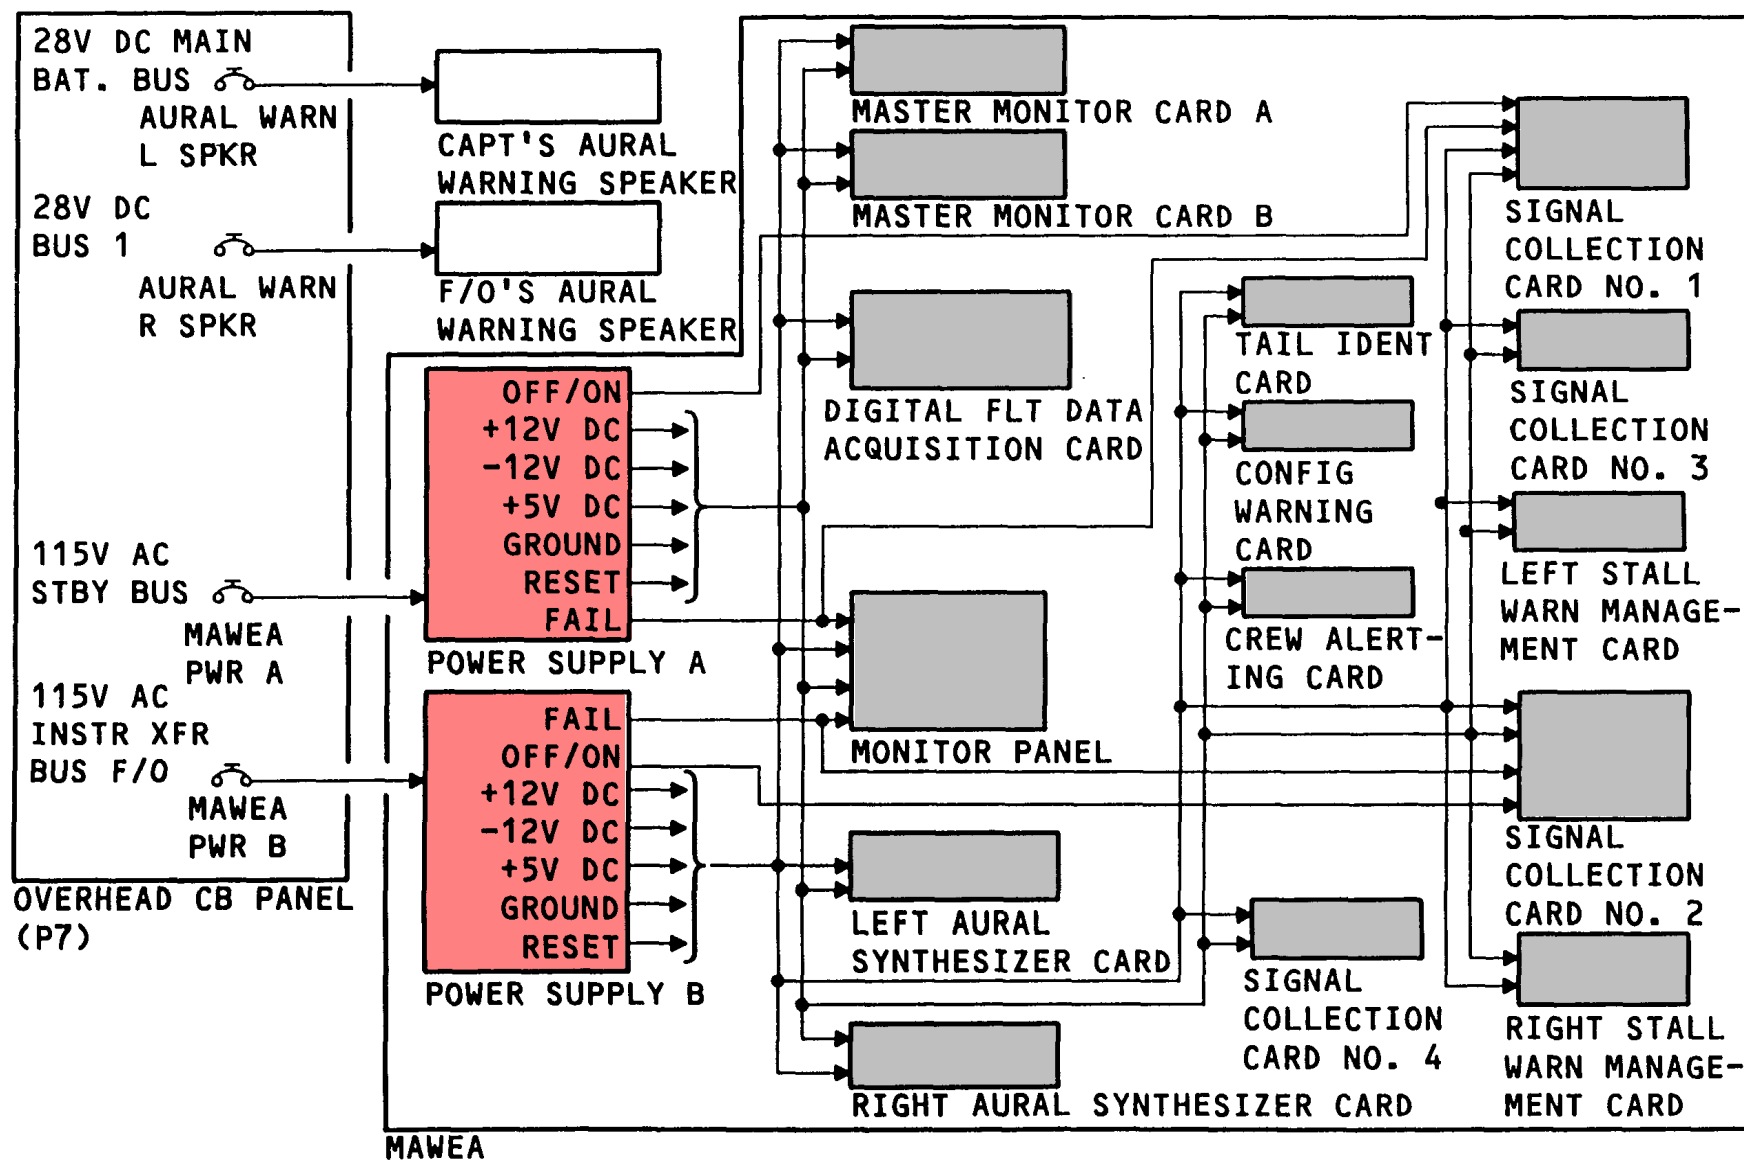 28V DC MAIN
BAT. BUS
AURAL WARN
L SPKR
28V DC
BUS 1
AURAL WARN
R SPKR
115V AC
STBY BUS
MAWEA
PWR A
115V AC
INSTR XFR
BUS F/O
MAWEA
PWR B
OVERHEAD CB PANEL
(P7)
CAPT'S AURAL
WARNING SPEAKER
F/O'S AURAL
WARNING SPEAKER
OFF/ON
+12V DC
-12V DC
+5V DC
GROUND
RESET
FAIL
POWER SUPPLY A
FAIL
OFF/ON
+12V DC
-12V DC
+5V DC
GROUND
RESET
POWER SUPPLY B
MASTER MONITOR CARD A
MASTER MONITOR CARD B
DIGITAL FLT DATA
ACQUISITION CARD
MONITOR PANEL
LEFT AURAL
SYNTHESIZER CARD
RIGHT AURAL SYNTHESIZER CARD
TAIL IDENT
CARD
CONFIG
WARNING
CARD
CREW ALERT-
ING CARD
SIGNAL
COLLECTION
CARD NO. 4
SIGNAL
COLLECTION
CARD NO. 1
SIGNAL
COLLECTION
CARD NO. 3
LEFT STALL
WARN MANAGE-
MENT CARD
SIGNAL
COLLECTION
CARD NO. 2
RIGHT STALL
WARN MANAGE-
MENT CARD
MAWEA